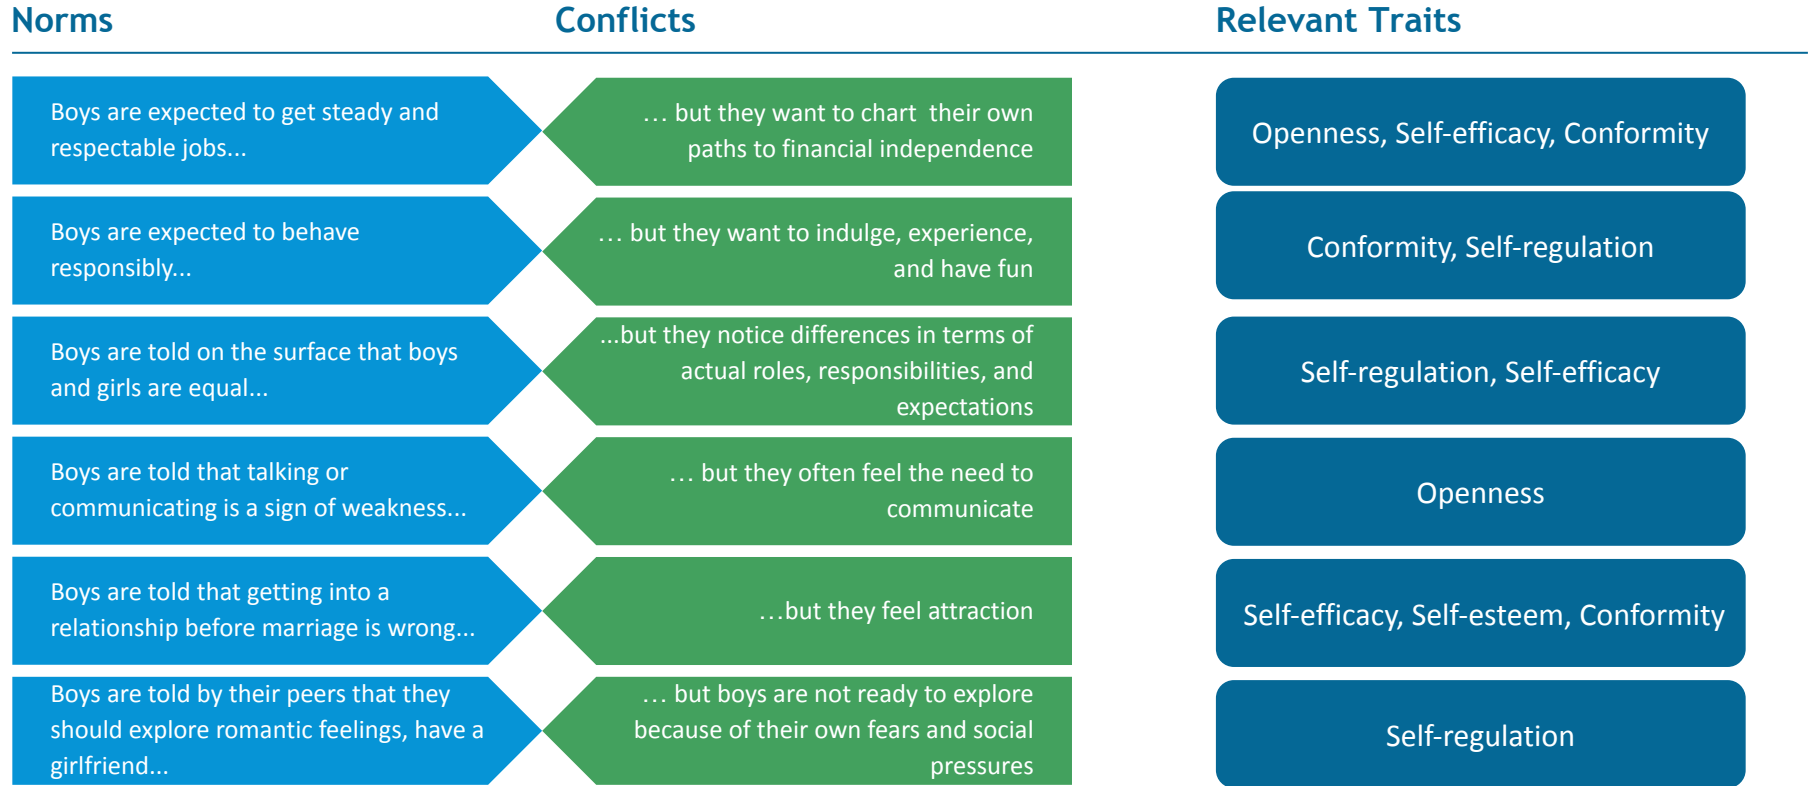 Norms
Conflicts
Relevant Traits
Boys are expected to get steady and
respectable jobs...
… but they want to chart  their own
paths to financial independence
Openness, Self-efficacy, Conformity
Boys are expected to behave
responsibly...
… but they want to indulge, experience,
and have fun
Conformity, Self-regulation
Boys are told on the surface that boys
and girls are equal...
...but they notice differences in terms of
actual roles, responsibilities, and
expectations
Self-regulation, Self-efficacy
Boys are told that talking or
communicating is a sign of weakness...
… but they often feel the need to
communicate
Openness
Boys are told that getting into a
relationship before marriage is wrong...
…but they feel attraction
Self-efficacy, Self-esteem, Conformity
Boys are told by their peers that they
should explore romantic feelings, have a
girlfriend...
… but boys are not ready to explore
because of their own fears and social
pressures
Self-regulation